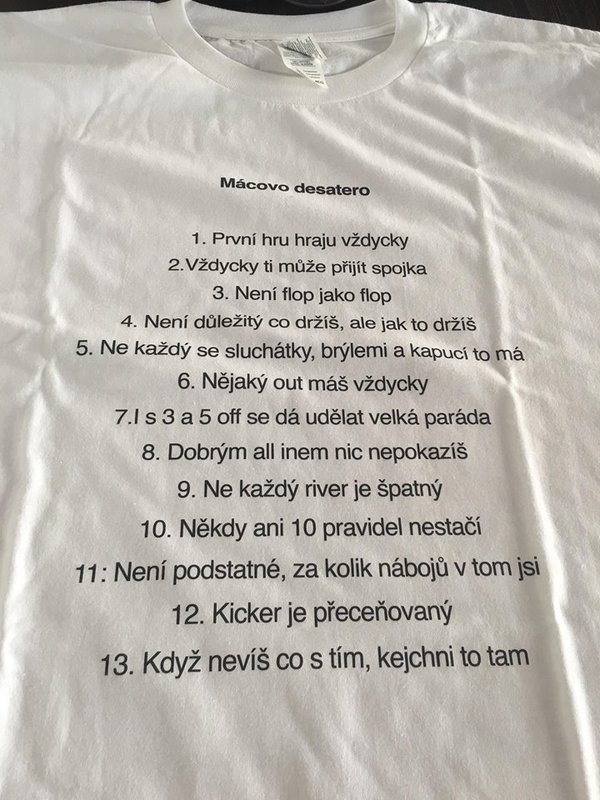 Mácovo desatero
1. První hru hraju vždycky
2.Vždycky ti může přijít spojka
3. Není flop jako flop
4. Není důležitý co držíš, ale jak to držíš
5. Ne každý se sluchátky, brýlemi a kapucí to má
6. Nějaký out máš vždycky
7.I s 3 a 5 off se dá udělat velká paráda
8. Dobrým all inem nic nepokazíš
9. Ne každý river je špatný
10. Někdy ani 10 pravidel nestačí
11: Není podstatné, za kolik nábojů v tom jsi
12. Kicker je přeceňovaný
13. Když nevíš co s tím, kejchni to tam